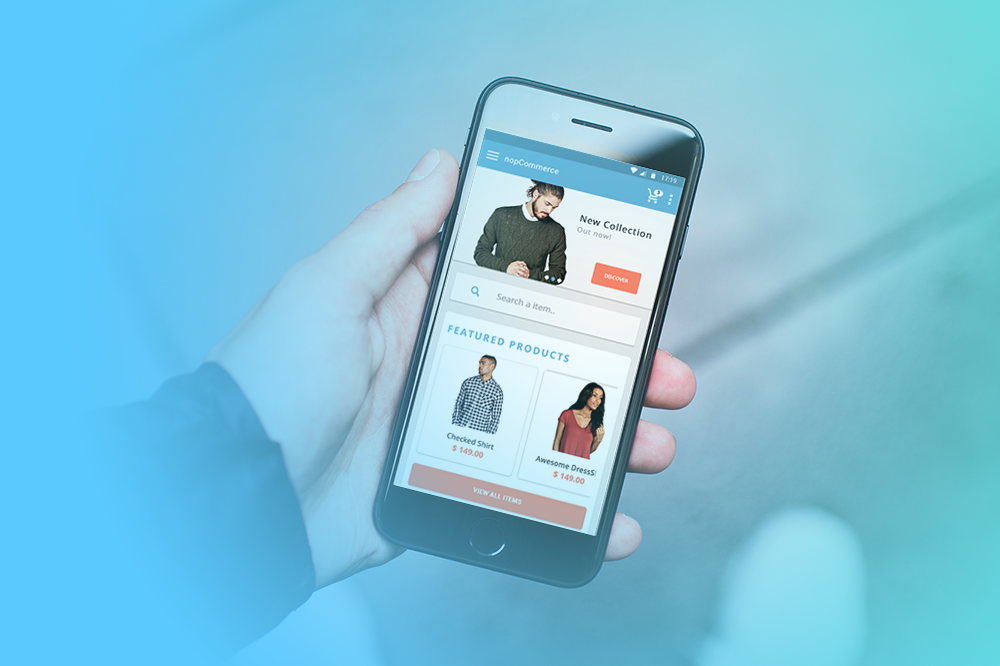 nopCommerce
17:19
New Collection
Out now!
DISCOVER
Search a item..
FEATURED PRODUCTS
Checked Shirt
$ 149.00
Awesome DressS
$ 149.00
VIEW ALL ITEMS